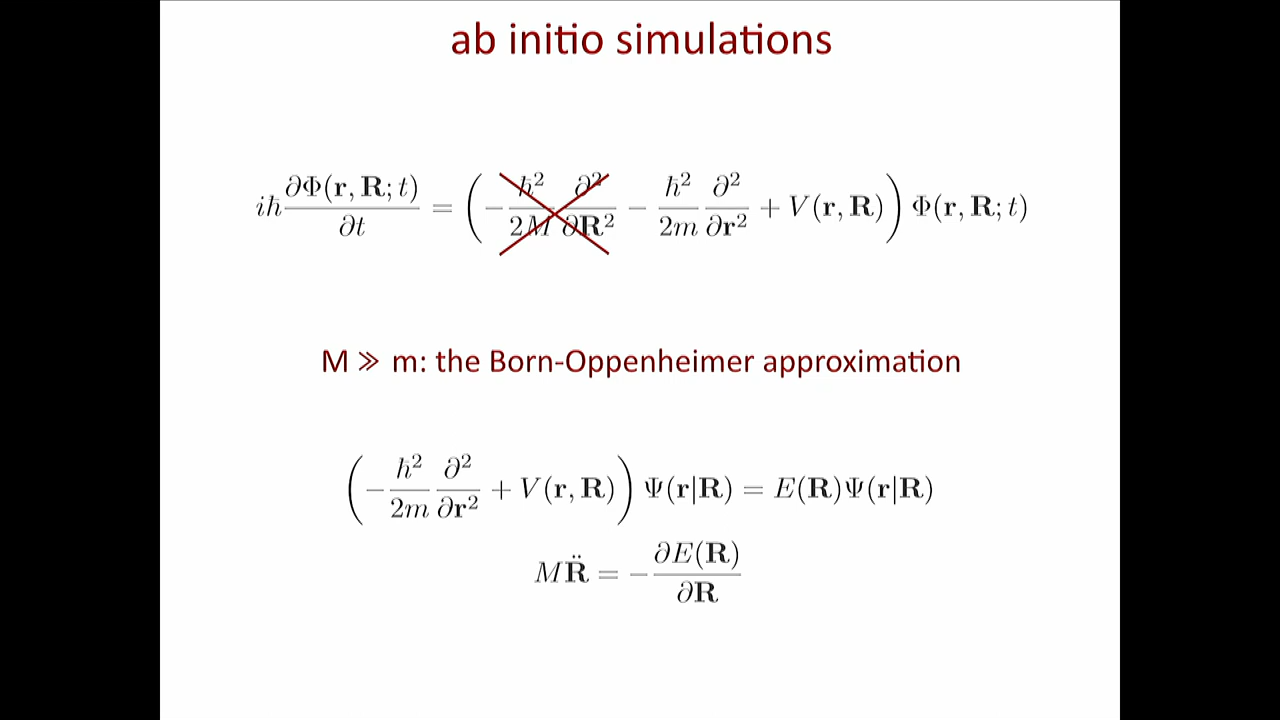 ab initio simulations
iℏ ∂Φ(r, R; t)/∂t = ( − ℏ²/2M ∂²/∂R² − ℏ²/2m ∂²/∂r² + V(r, R) ) Φ(r, R; t)
M ≫ m: the Born-Oppenheimer approximation
( − ℏ²/2m ∂²/∂r² + V(r, R) ) Ψ(r|R) = E(R)Ψ(r|R)
MR̈ = − ∂E(R)/∂R